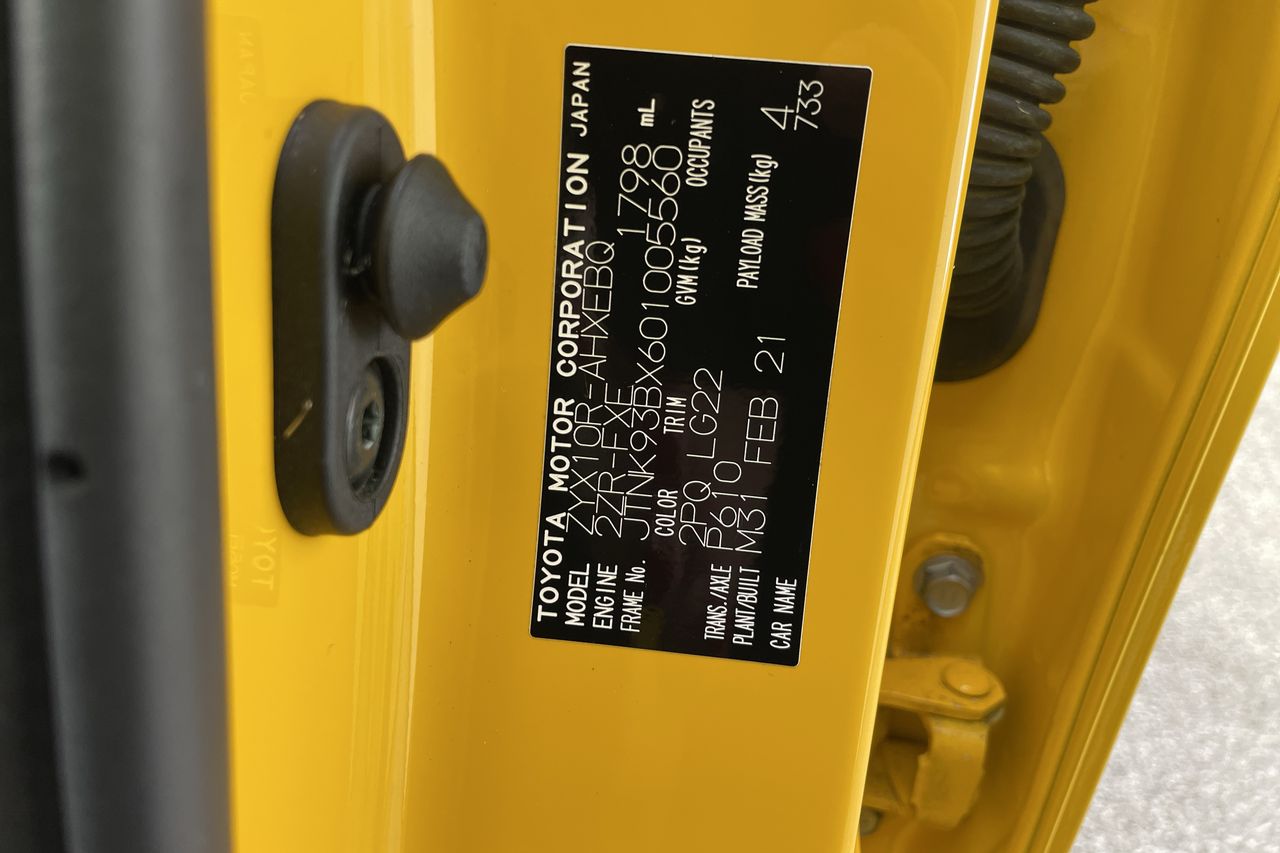 TOYOTA MOTOR CORPORATION JAPAN
MODEL ZYX10R-AHXEBQ
ENGINE 2ZR-FXE 1798 mL
FRAME No. JTNK93BX601005560
COLOR TRIM GVM(kg) OCCUPANTS
2PQ LG22 4
TRANS./AXLE P610 PAYLOAD MASS(kg) 733
PLANT/BUILT M31 FEB 21
CAR NAME